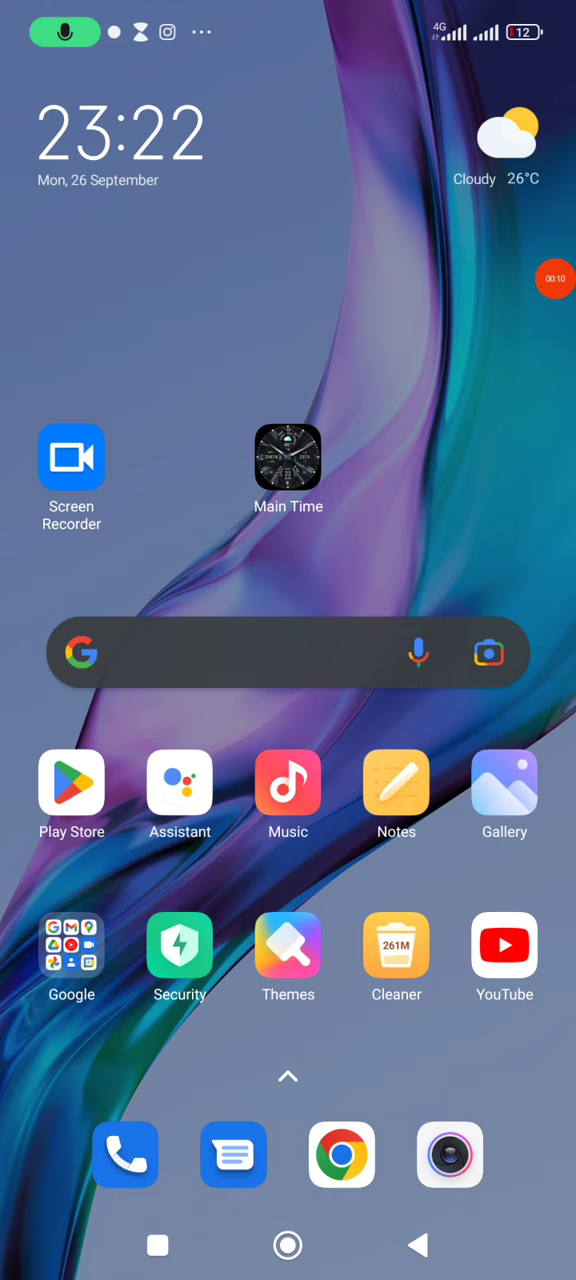 4G
12
23:22
Mon, 26 September
Cloudy 26°C
00:10
Screen
Recorder
Main Time
Play Store
Assistant
Music
Notes
Gallery
261M
Google
Security
Themes
Cleaner
YouTube